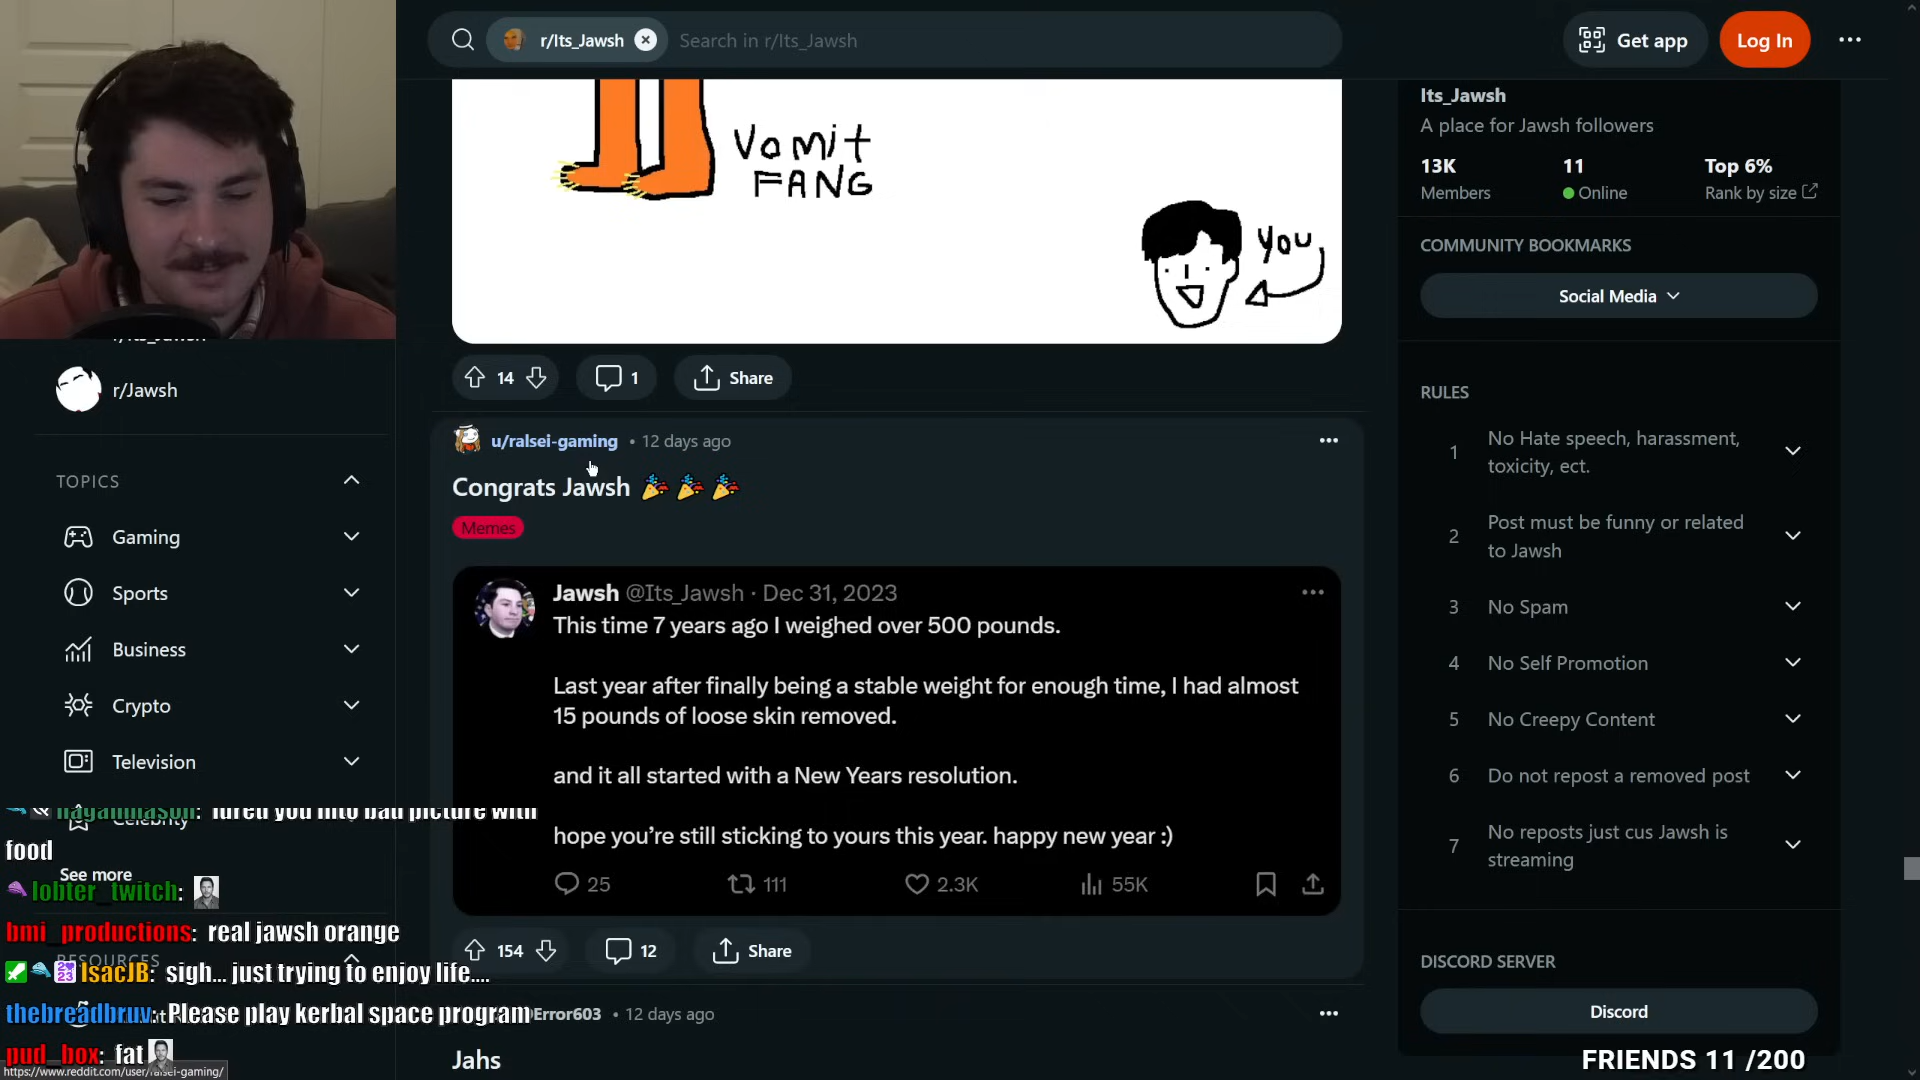 r/Its_Jawsh
Search in r/Its_Jawsh
Get app
Log In
Vomit
FANG
You
14
1
Share
u/ralsei-gaming • 12 days ago
Congrats Jawsh 🎉 🎉 🎉
Memes
Jawsh @Its_Jawsh · Dec 31, 2023
This time 7 years ago I weighed over 500 pounds.
Last year after finally being a stable weight for enough time, I had almost
15 pounds of loose skin removed.
and it all started with a New Years resolution.
hope you're still sticking to yours this year. happy new year :)
25
111
2.3K
55K
154
12
Share
Error603 • 12 days ago
Jahs
r/Jawsh
TOPICS
Gaming
Sports
Business
Crypto
Television
Celebrity
See more
RESOURCES
food
lobter_twitch:
bmi_productions: real jawsh orange
IsacJB: sigh... just trying to enjoy life....
thebreadbruv: Please play kerbal space program
pud_box: fat
https://www.reddit.com/user/ralsei-gaming/
Its_Jawsh
A place for Jawsh followers
13K
Members
11
Online
Top 6%
Rank by size
COMMUNITY BOOKMARKS
Social Media
RULES
1 No Hate speech, harassment,
toxicity, ect.
2 Post must be funny or related
to Jawsh
3 No Spam
4 No Self Promotion
5 No Creepy Content
6 Do not repost a removed post
7 No reposts just cus Jawsh is
streaming
DISCORD SERVER
Discord
FRIENDS 11 /200